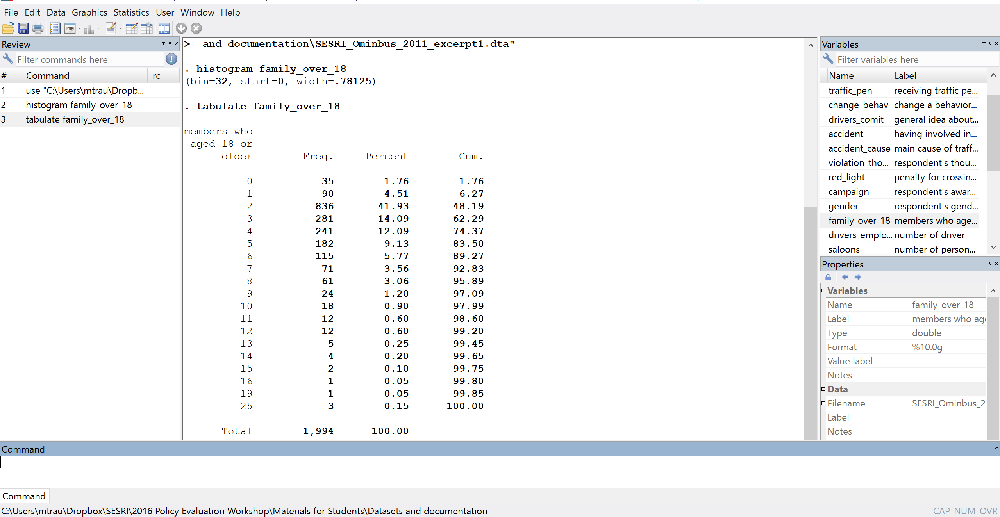 File Edit Data Graphics Statistics User Window Help
Review
Filter commands here
# Command _rc
1 use "C:\Users\mtrau\Dropb...
2 histogram family_over_18
3 tabulate family_over_18
> and documentation\SESRI_Ominbus_2011_excerpt1.dta"
. histogram family_over_18
(bin=32, start=0, width=.78125)
. tabulate family_over_18
members who
aged 18 or
older Freq. Percent Cum.
0 35 1.76 1.76
1 90 4.51 6.27
2 836 41.93 48.19
3 281 14.09 62.29
4 241 12.09 74.37
5 182 9.13 83.50
6 115 5.77 89.27
7 71 3.56 92.83
8 61 3.06 95.89
9 24 1.20 97.09
10 18 0.90 97.99
11 12 0.60 98.60
12 12 0.60 99.20
13 5 0.25 99.45
14 4 0.20 99.65
15 2 0.10 99.75
16 1 0.05 99.80
19 1 0.05 99.85
25 3 0.15 100.00
Total 1,994 100.00
Variables
Filter variables here
Name Label
traffic_pen receiving traffic pe...
change_behav change a behavior...
drivers_comit general idea about...
accident having involved in...
accident_cause main cause of traff...
violation_tho... respondent's thou...
red_light penalty for crossin...
campaign respondent's awar...
gender respondent's gend...
family_over_18 members who age...
drivers_emplo... number of driver
saloons number of person...
Properties
Variables
Name family_over_18
Label members who age
Type double
Format %10.0g
Value label
Notes
Data
Filename SESRI_Ominbus_20
Label
Notes
Command
Command
C:\Users\mtrau\Dropbox\SESRI\2016 Policy Evaluation Workshop\Materials for Students\Datasets and documentation
CAP NUM OVR